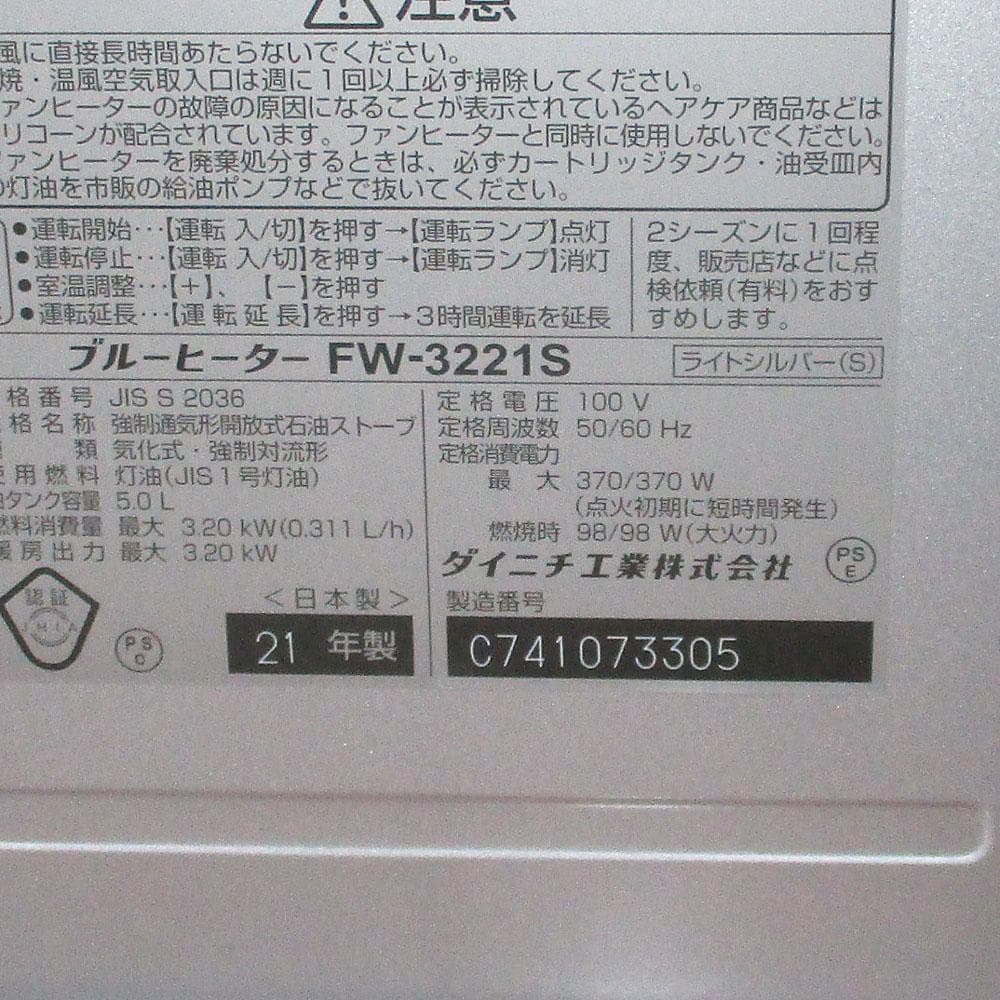 注意
風に直接長時間あたらないでください。
焼・温風空気取入口は週に1回以上必ず掃除してください。
ァンヒーターの故障の原因になることが表示されているヘアケア商品などは
リコーンが配合されています。ファンヒーターと同時に使用しないでください。
ァンヒーターを廃棄処分するときは、必ずカートリッジタンク・油受皿内
の灯油を市販の給油ポンプなどで抜いてください。
●運転開始…【運転 入/切】を押す→【運転ランプ】点灯
●運転停止…【運転 入/切】を押す→【運転ランプ】消灯
●室温調整…【+】、【−】を押す
●運転延長…【運転延長】を押す→3時間運転を延長
2シーズンに1回程
度、販売店などに点
検依頼(有料)をおす
すめします。
ブルーヒーター FW-3221S
ライトシルバー(S)
格番号 JIS S 2036
格名称 強制通気形開放式石油ストーブ
類 気化式・強制対流形
使用燃料 灯油(JIS1号灯油)
油タンク容量 5.0 L
燃料消費量 最大 3.20 kW(0.311 L/h)
暖房出力 最大 3.20 kW
定格電圧 100 V
定格周波数 50/60 Hz
定格消費電力
最大 370/370 W
(点火初期に短時間発生)
燃焼時 98/98 W(大火力)
ダイニチ工業株式会社
PS
E
認証
JHIA
PS
C
<日本製>
21 年製
製造番号
C741073305